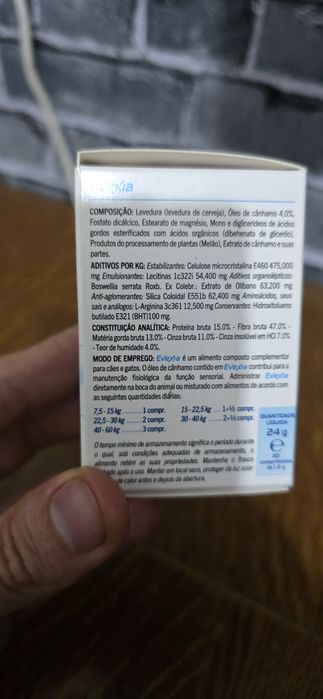 Evexia
COMPOSIÇÃO: Levedura (levedura de cerveja), Óleo de cânhamo 4,0%,
Fosfato dicálcico, Estearato de magnésio, Mono e diglicerídeos de ácidos
gordos esterificados com ácidos orgânicos (dibehenato de glicerilo),
Produtos do processamento de plantas (Melão), Extrato de cânhamo e suas
partes.
ADITIVOS POR KG: Estabilizantes: Celulose microcristalina E460 475,000
mg Emulsionantes: Lecitinas 1c322i 54,400 mg Aditivos organolépticos:
Boswellia serrata Roxb. Ex Colebr.: Extrato de Olíbano 63,200 mg
Anti-aglomerantes: Sílica Coloidal E551b 62,400 mg Aminoácidos, seus
sais e análogos: L-Arginina 3c361 12,500 mg Conservantes: Hidroxitolueno
butilado E321 (BHT)100 mg.
CONSTITUIÇÃO ANALÍTICA: Proteína bruta 15.0% - Fibra bruta 47.0% -
Matéria gorda bruta 13.0% - Cinza bruta 11.0% - Cinza insolúvel em HCl 7.0%
- Teor de humidade 4.0%.
MODO DE EMPREGO: Evexia é um alimento composto complementar
para cães e gatos. O óleo de cânhamo contido em Evexia contribui para a
manutenção fisiológica da função sensorial. Administrar Evexia
diretamente na boca do animal ou misturado com alimentos de acordo com
as seguintes quantidades diárias:
7,5 - 15 kg 1 compr. 15 - 22,5 kg 1+½ compr.
22,5 - 30 kg 2 compr. 30 - 40 kg 2+½ compr.
40 - 60 kg 3 compr.
QUANTIDADE
LÍQUIDA
24 g
e
comprimidos
O tempo mínimo de armazenamento significa o período durante
o qual, sob condições adequadas de armazenamento, o
alimento retém as suas propriedades. Mantenha o frasco
após o uso. Manter em local seco, proteger da luz solar
de calor antes e depois da abertura.